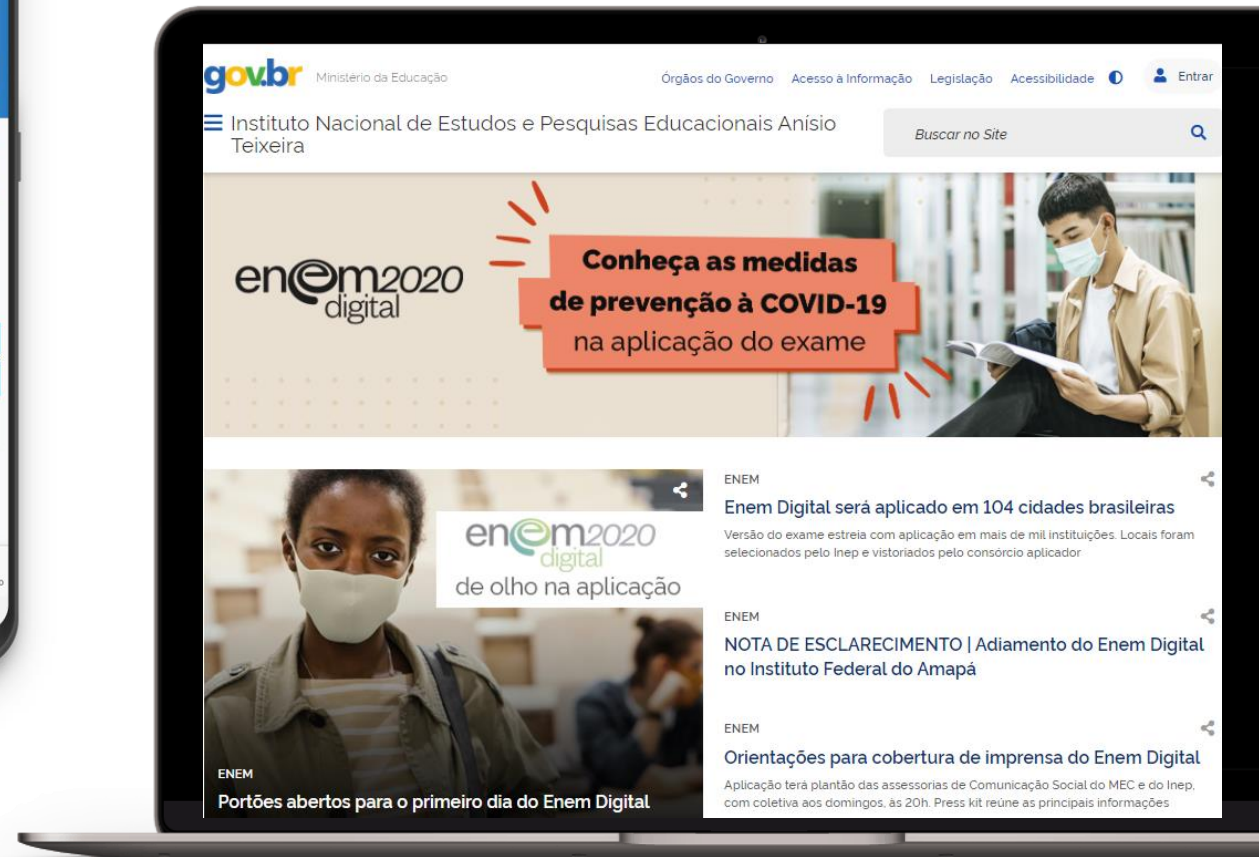 gov.br Ministério da Educação
Órgãos do Governo Acesso à Informação Legislação Acessibilidade Entrar
Instituto Nacional de Estudos e Pesquisas Educacionais Anísio
Teixeira
Buscar no Site
enem2020
digital
Conheça as medidas
de prevenção à COVID-19
na aplicação do exame
enem2020
digital
de olho na aplicação
ENEM
Portões abertos para o primeiro dia do Enem Digital
ENEM
Enem Digital será aplicado em 104 cidades brasileiras
Versão do exame estreia com aplicação em mais de mil instituições. Locais foram
selecionados pelo Inep e vistoriados pelo consórcio aplicador
ENEM
NOTA DE ESCLARECIMENTO | Adiamento do Enem Digital
no Instituto Federal do Amapá
ENEM
Orientações para cobertura de imprensa do Enem Digital
Aplicação terá plantão das assessorias de Comunicação Social do MEC e do Inep,
com coletiva aos domingos, às 20h. Press kit reúne as principais informações